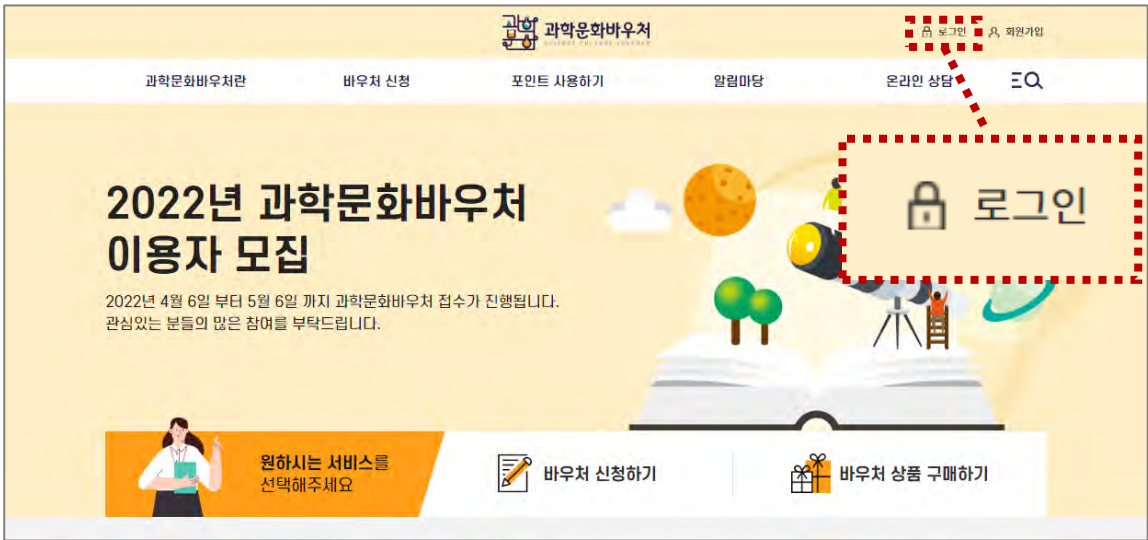 과학문화 과학문화바우처
SCIENCE CULTURE VOUCHER
로그인 회원가입
과학문화바우처란 바우처 신청 포인트 사용하기 알림마당 온라인 상담
로그인
2022년 과학문화바우처
이용자 모집
2022년 4월 6일 부터 5월 6일 까지 과학문화바우처 접수가 진행됩니다.
관심있는 분들의 많은 참여를 부탁드립니다.
원하시는 서비스를
선택해주세요
바우처 신청하기
바우처 상품 구매하기